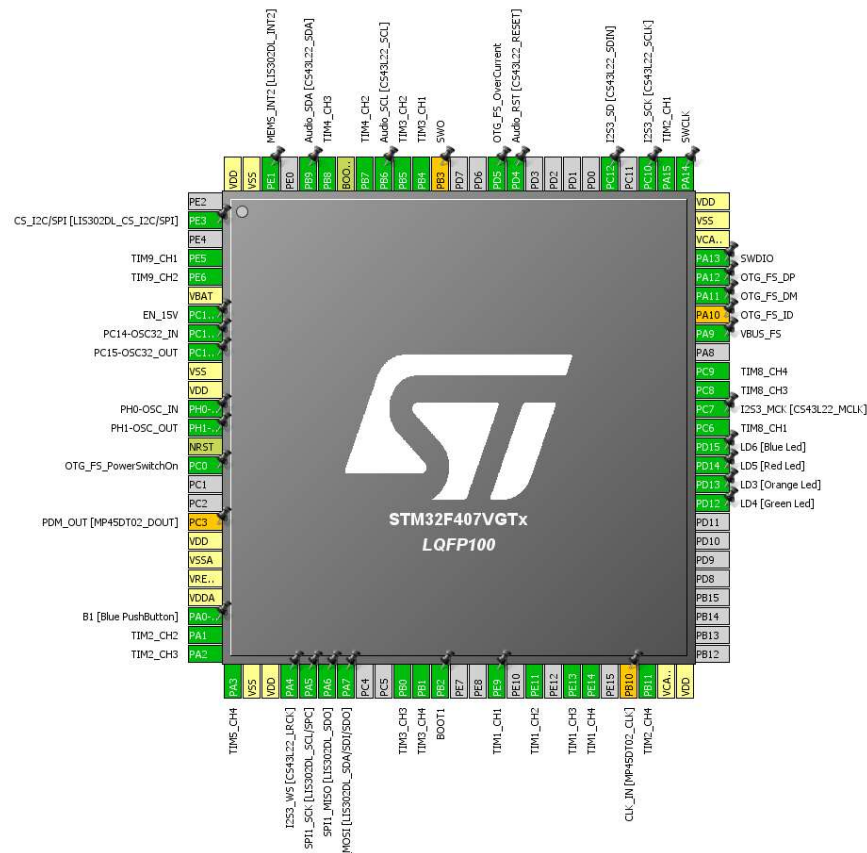 MEMS_INT2 [LIS302DL_INT2]
Audio_SDA [CS43L22_SDA]
TIM4_CH3
TIM4_CH2
Audio_SCL [CS43L22_SCL]
TIM3_CH2
TIM3_CH1
SWO
OTG_FS_OverCurrent
Audio_RST [CS43L22_RESET]
I2S3_SD [CS43L22_SDIN]
I2S3_SCK [CS43L22_SCLK]
TIM2_CH1
SWCLK
VDD
VSS
PE1
PE0
PB9
PB8
BOO..
PB7
PB6
PB5
PB4
PB3
PD7
PD6
PD5
PD4
PD3
PD2
PD1
PD0
PC12
PC11
PC10
PA15
PA14
PE2
CS_I2C/SPI [LIS302DL_CS_I2C/SPI] PE3
PE4
TIM9_CH1 PE5
TIM9_CH2 PE6
VBAT
EN_15V PC1..
PC14-OSC32_IN PC1..
PC15-OSC32_OUT PC1..
VSS
VDD
PH0-OSC_IN PH0-..
PH1-OSC_OUT PH1-..
NRST
OTG_FS_PowerSwitchOn PC0
PC1
PC2
PDM_OUT [MP45DT02_DOUT] PC3
VDD
VSSA
VRE..
VDDA
B1 [Blue PushButton] PA0-..
TIM2_CH2 PA1
TIM2_CH3 PA2
ST
STM32F407VGTx
LQFP100
VDD
VSS
VCA..
PA13 SWDIO
PA12 OTG_FS_DP
PA11 OTG_FS_DM
PA10 OTG_FS_ID
PA9 VBUS_FS
PA8
PC9 TIM8_CH4
PC8 TIM8_CH3
PC7 I2S3_MCK [CS43L22_MCLK]
PC6 TIM8_CH1
PD15 LD6 [Blue Led]
PD14 LD5 [Red Led]
PD13 LD3 [Orange Led]
PD12 LD4 [Green Led]
PD11
PD10
PD9
PD8
PB15
PB14
PB13
PB12
PA3
VSS
VDD
PA4
PA5
PA6
PA7
PC4
PC5
PB0
PB1
PB2
PE7
PE8
PE9
PE10
PE11
PE12
PE13
PE14
PE15
PB10
PB11
VCA..
VDD
TIM5_CH4
I2S3_WS [CS43L22_LRCK]
SPI1_SCK [LIS302DL_SCL/SPC]
SPI1_MISO [LIS302DL_SDO]
MOSI [LIS302DL_SDA/SDI/SDO]
TIM3_CH3
TIM3_CH4
BOOT1
TIM1_CH1
TIM1_CH2
TIM1_CH3
TIM1_CH4
CLK_IN [MP45DT02_CLK]
TIM2_CH4